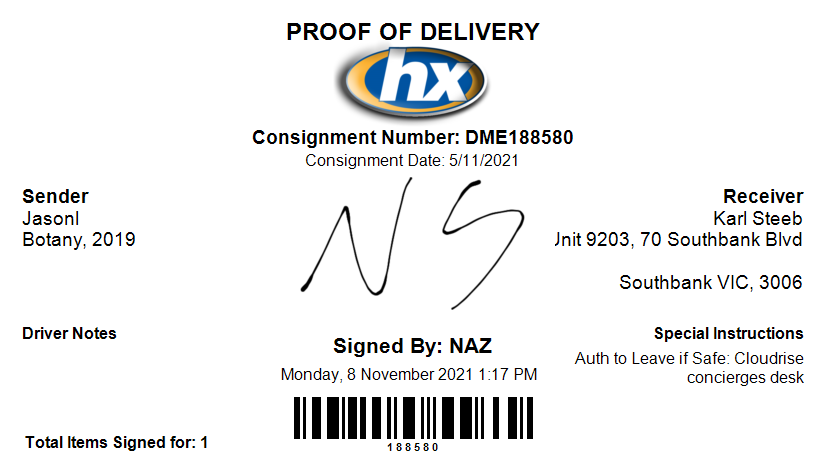 PROOF OF DELIVERY
hx
Consignment Number: DME188580
Consignment Date: 5/11/2021
Sender
JasonI
Botany, 2019
NS
Receiver
Karl Steeb
Unit 9203, 70 Southbank Blvd
Southbank VIC, 3006
Driver Notes
Signed By: NAZ
Monday, 8 November 2021 1:17 PM
188580
Special Instructions
Auth to Leave if Safe: Cloudrise
concierges desk
Total Items Signed for: 1